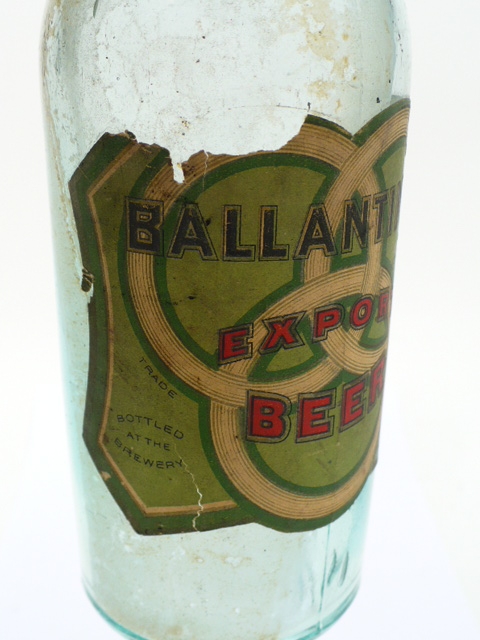 BALLANTI
EXPOR
BEER
TRADE
BOTTLED
AT THE
BREWERY